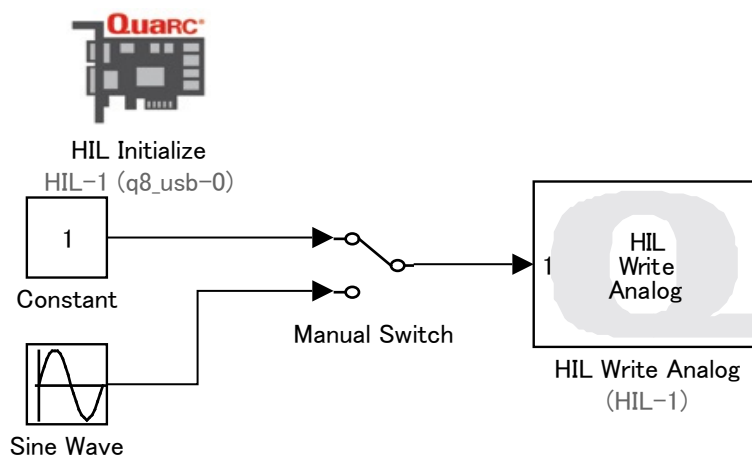 QUARC
HIL Initialize
HIL-1 (q8_usb-0)
1
Constant
Manual Switch
1
HIL
Write
Analog
HIL Write Analog
(HIL-1)
Sine Wave